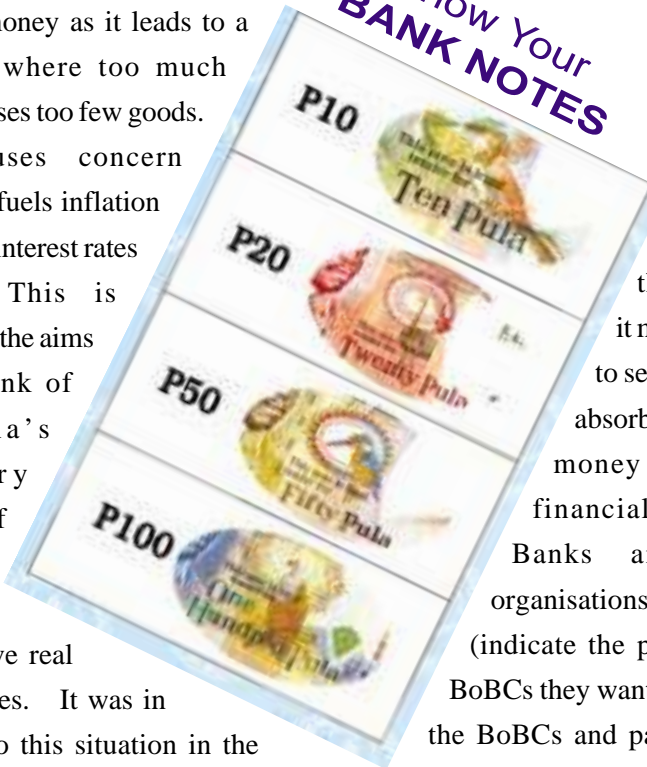 money as it leads to a
where too much
ses too few goods.
uses concern
fuels inflation
interest rates
This is
the aims
nk of
a's
ry
f
ve real
es. It was in
o this situation in the
now Your
BANK NOTES
P10
Ten Pula
P20
Twenty Pula
P50
Fifty Pula
P100
One
Hundred Pula
it
to se
absorb
money
financial
Banks a
organisations
(indicate the p
BoBCs they want
the BoBCs and pa